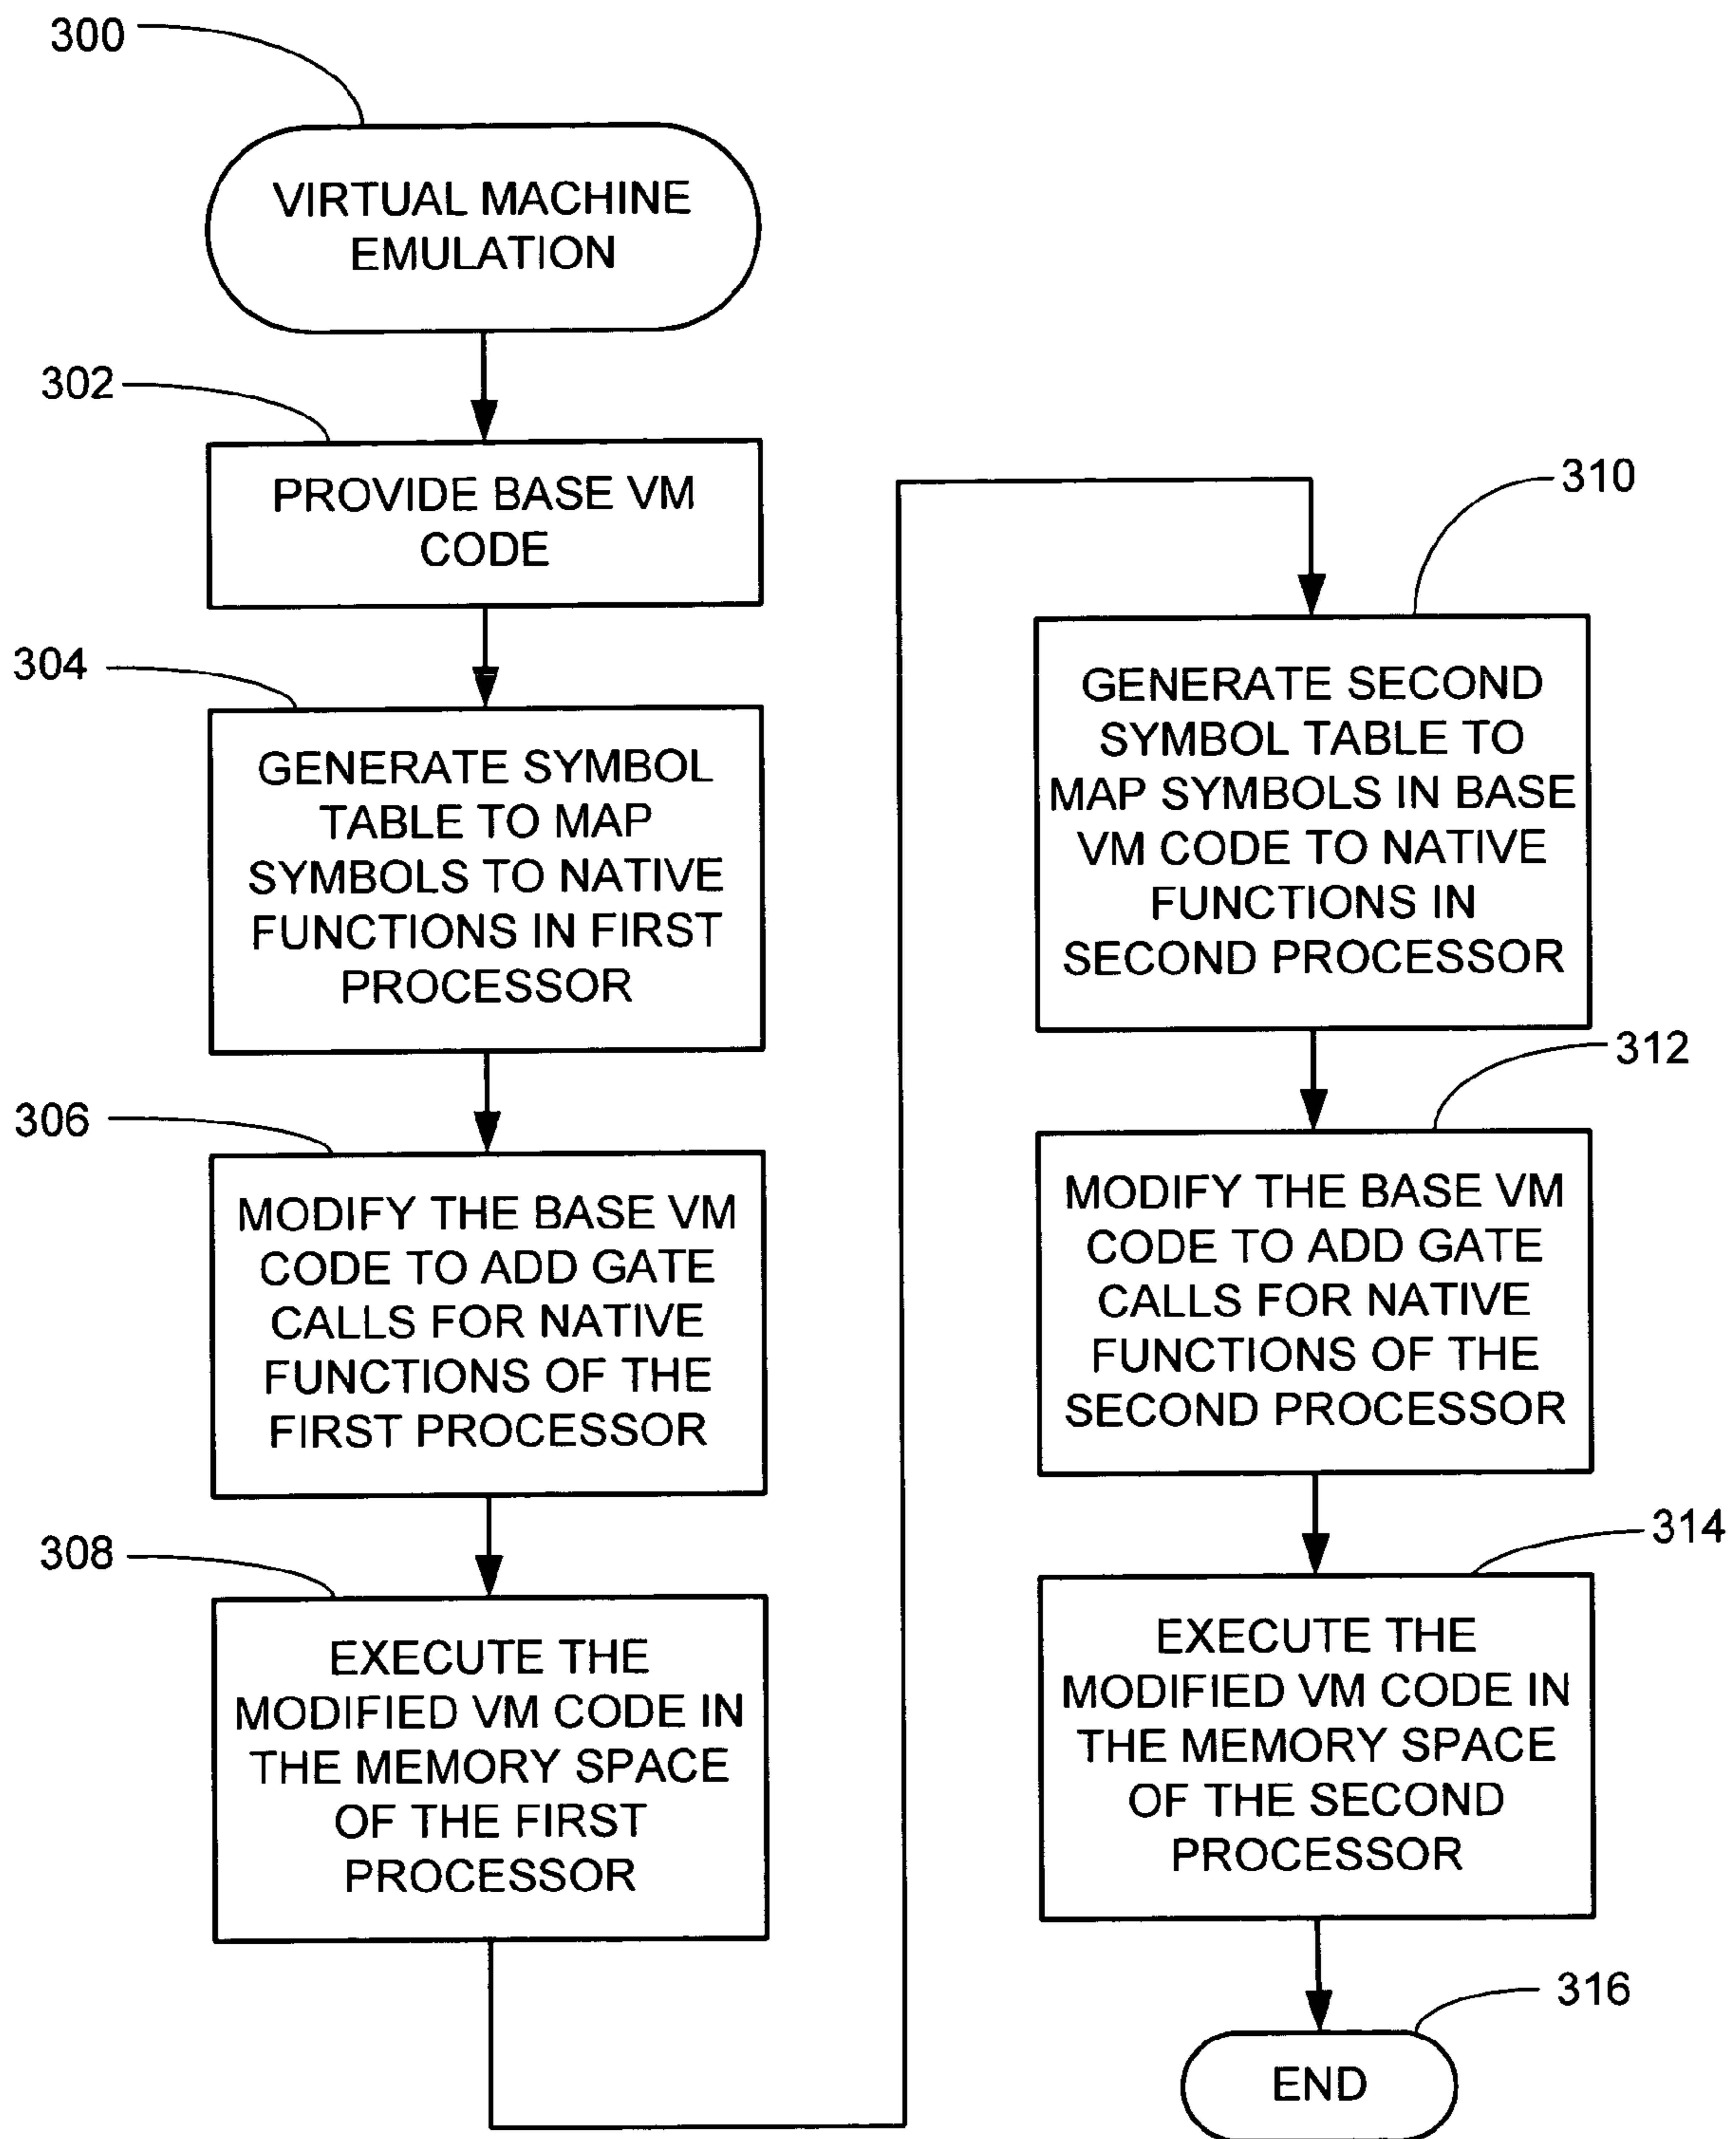 300
VIRTUAL MACHINE
EMULATION
302
PROVIDE BASE VM
CODE
304
GENERATE SYMBOL
TABLE TO MAP
SYMBOLS TO NATIVE
FUNCTIONS IN FIRST
PROCESSOR
306
MODIFY THE BASE VM
CODE TO ADD GATE
CALLS FOR NATIVE
FUNCTIONS OF THE
FIRST PROCESSOR
308
EXECUTE THE
MODIFIED VM CODE IN
THE MEMORY SPACE
OF THE FIRST
PROCESSOR
310
GENERATE SECOND
SYMBOL TABLE TO
MAP SYMBOLS IN BASE
VM CODE TO NATIVE
FUNCTIONS IN
SECOND PROCESSOR
312
MODIFY THE BASE VM
CODE TO ADD GATE
CALLS FOR NATIVE
FUNCTIONS OF THE
SECOND PROCESSOR
314
EXECUTE THE
MODIFIED VM CODE IN
THE MEMORY SPACE
OF THE SECOND
PROCESSOR
316
END